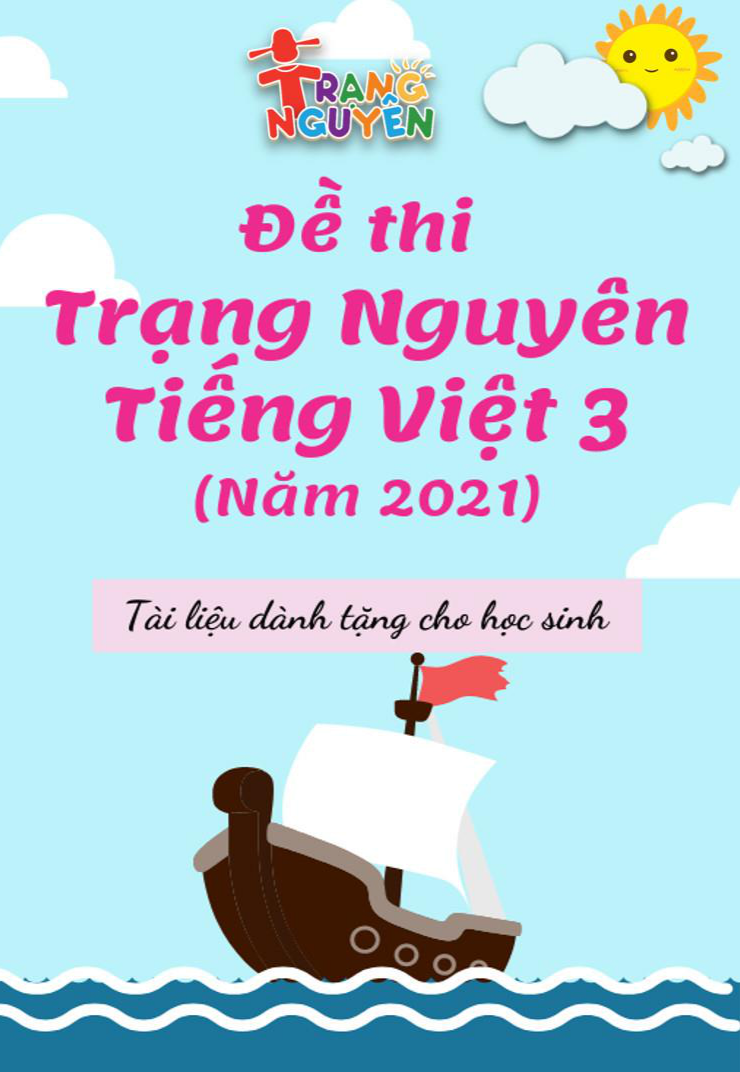 TRẠNG
NGUYÊN
Đề thi
Trạng Nguyên
Tiếng Việt 3
(Năm 2021)
Tài liệu dành tặng cho học sinh